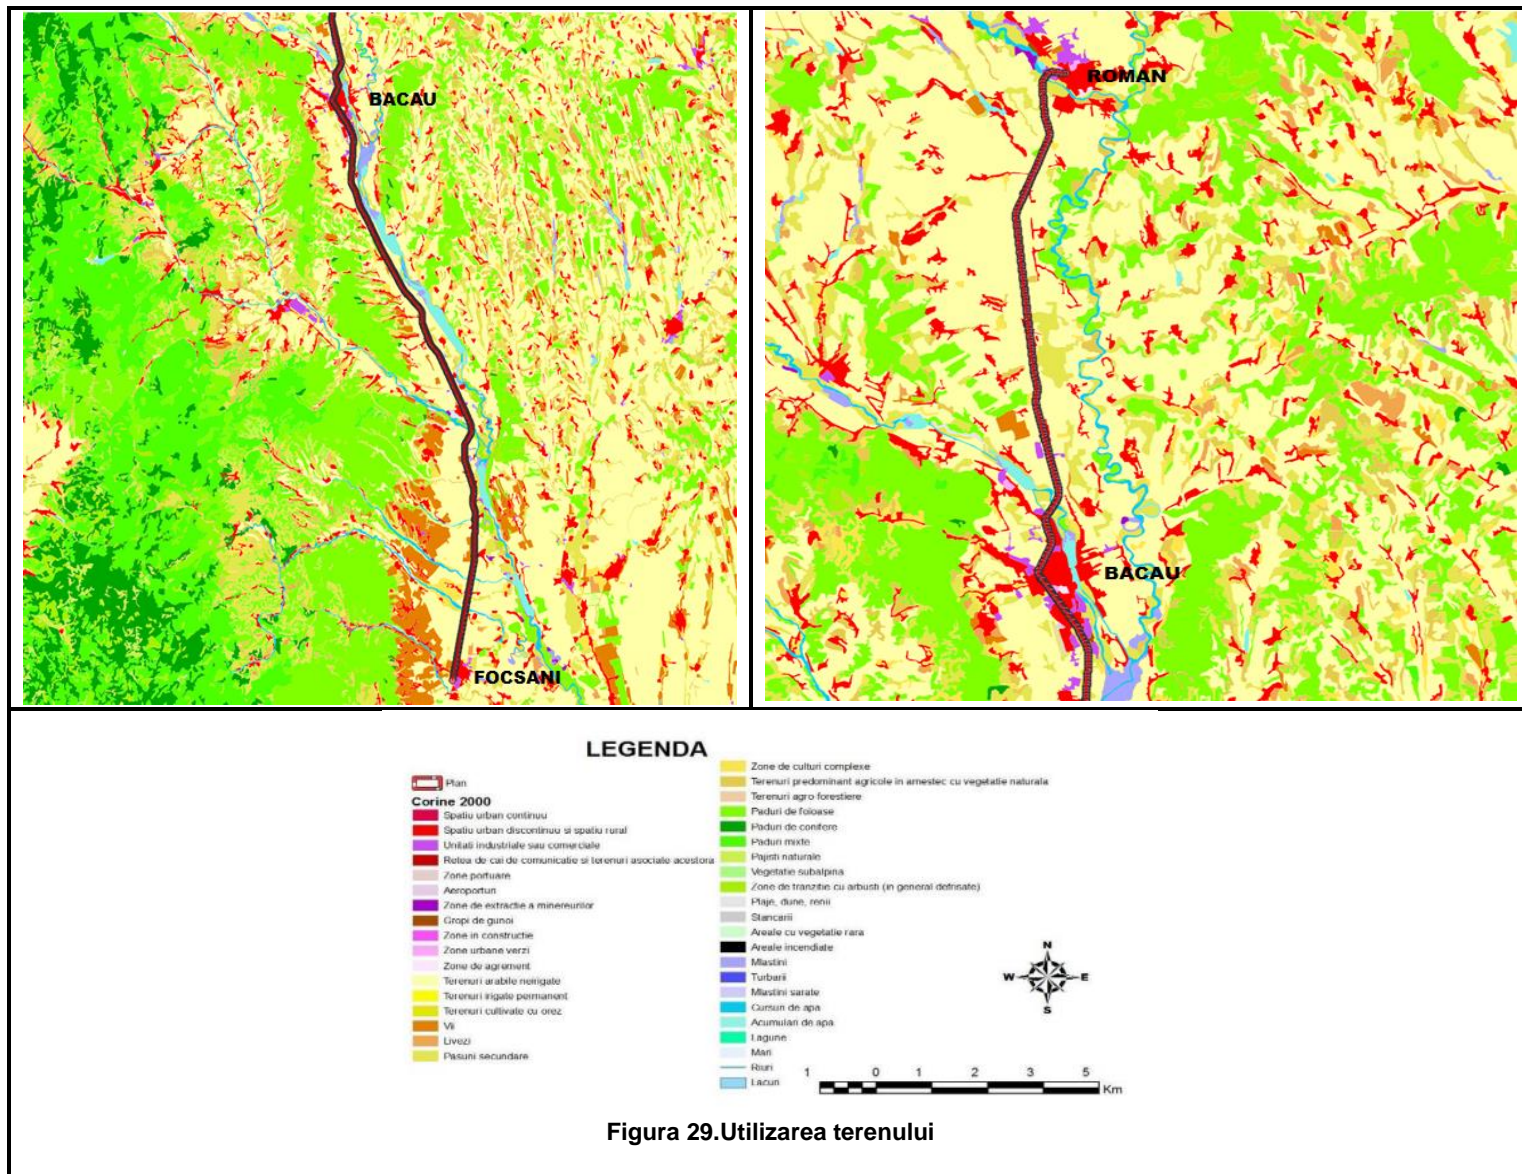 BACAU
FOCSANI
ROMAN
BACAU
LEGENDA
Plan
Corine 2000
Spatiu urban continuu
Spatiu urban discontinuu si spatiu rural
Unitati industriale sau comerciale
Retea de cai de comunicatie si terenuri asociate acestora
Zone portuare
Aeroporturi
Zone de extractie a minereurilor
Gropi de gunoi
Zone in constructie
Zone urbane verzi
Zone de agrement
Terenuri arabile neirigate
Terenuri irigate permanent
Terenuri cultivate cu orez
Vii
Livezi
Pasuni secundare
Zone de culturi complexe
Terenuri predominant agricole in amestec cu vegetatie naturala
Terenuri agro forestiere
Paduri de foioase
Paduri de conifere
Paduri mixte
Pajisti naturale
Vegetatie subalpina
Zone de tranzitie cu arbusti (in general defrisate)
Plaje, dune, renii
Stancarii
Areale cu vegetatie rara
Areale incendiate
Mlastini
Turbarii
Mlastini sarate
Cursuri de apa
Acumulari de apa
Lagune
Mari
Riuri
Lacuri
N
W E
S
1 0 1 2 3 5
Km
Figura 29.Utilizarea terenului